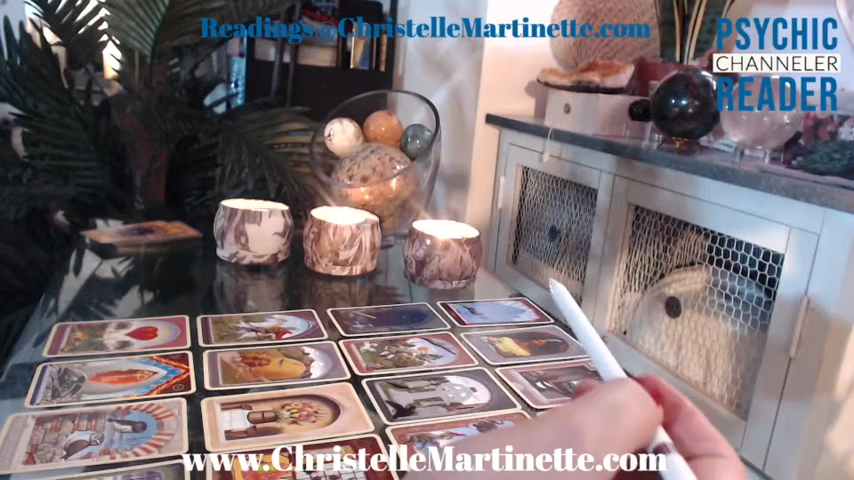 Readings@ChristelleMartinette.com
PSYCHIC
CHANNELER
READER
www.ChristelleMartinette.com